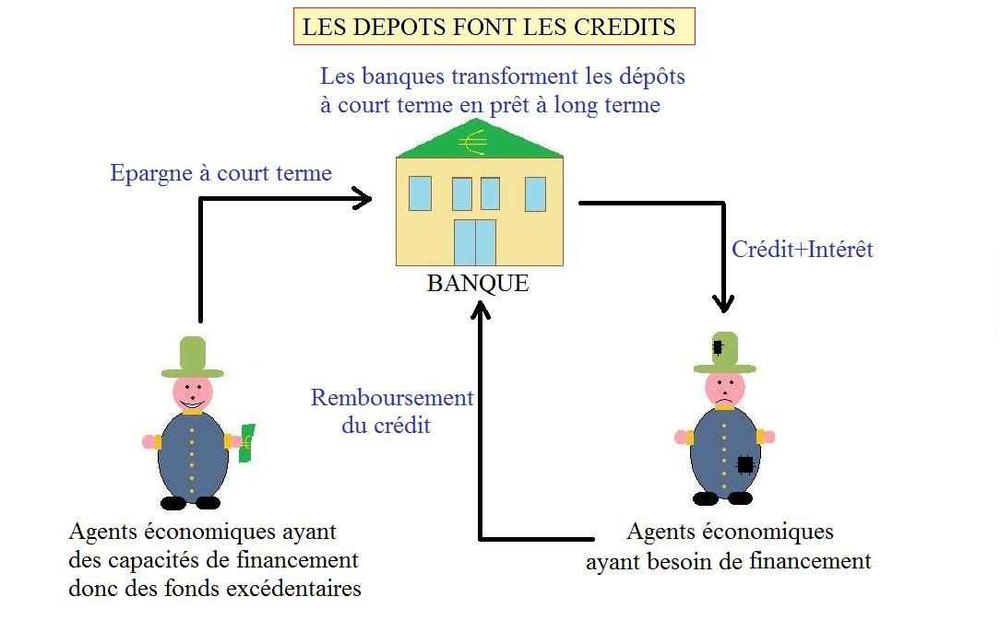 LES DEPOTS FONT LES CREDITS
Les banques transforment les dépôts
à court terme en prêt à long terme
€
Epargne à court terme
Crédit+Intérêt
BANQUE
Remboursement
du crédit
€
Agents économiques ayant
des capacités de financement
donc des fonds excédentaires
Agents économiques
ayant besoin de financement